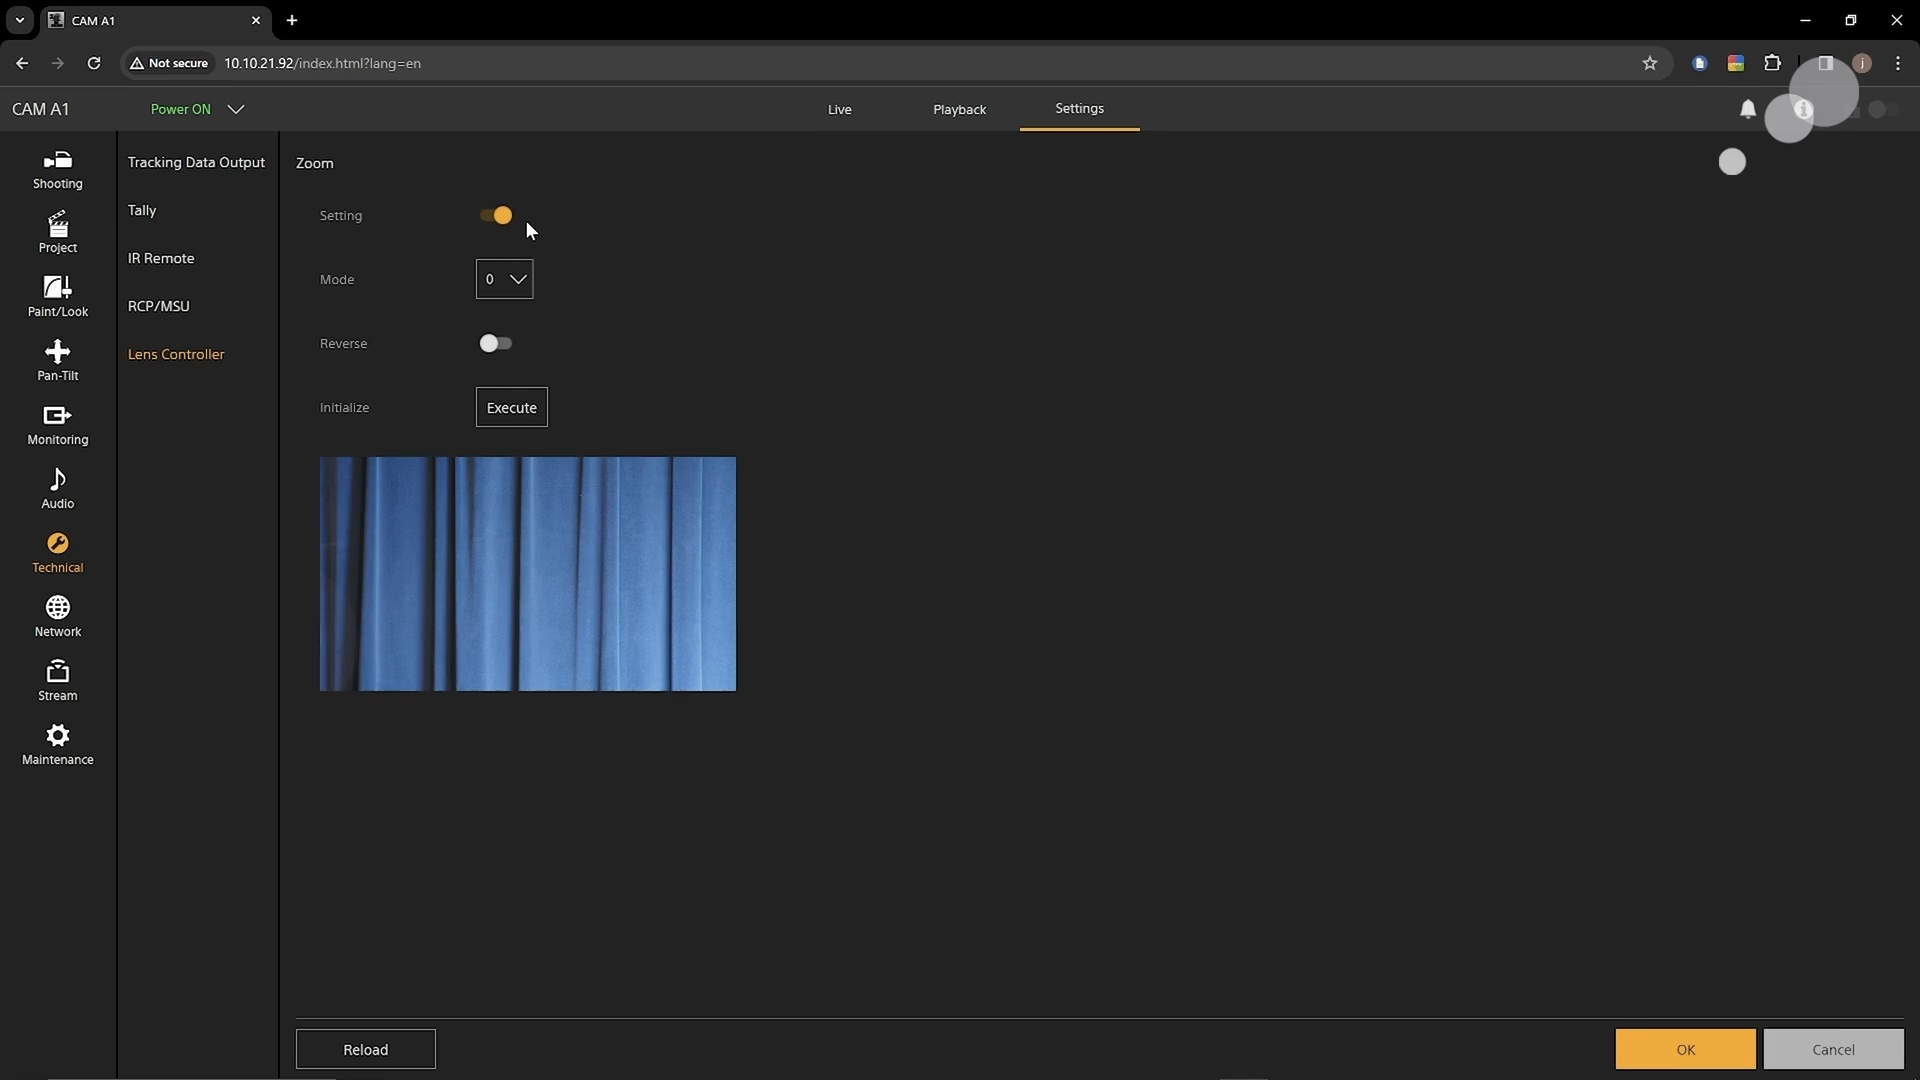 CAM A1
Not secure
10.10.21.92/index.html?lang=en
j
CAM A1
Power ON
Live
Playback
Settings
Shooting
Project
Paint/Look
Pan-Tilt
Monitoring
Audio
Technical
Network
Stream
Maintenance
Tracking Data Output
Tally
IR Remote
RCP/MSU
Lens Controller
Zoom
Setting
Mode
0
Reverse
Initialize
Execute
Reload
OK
Cancel